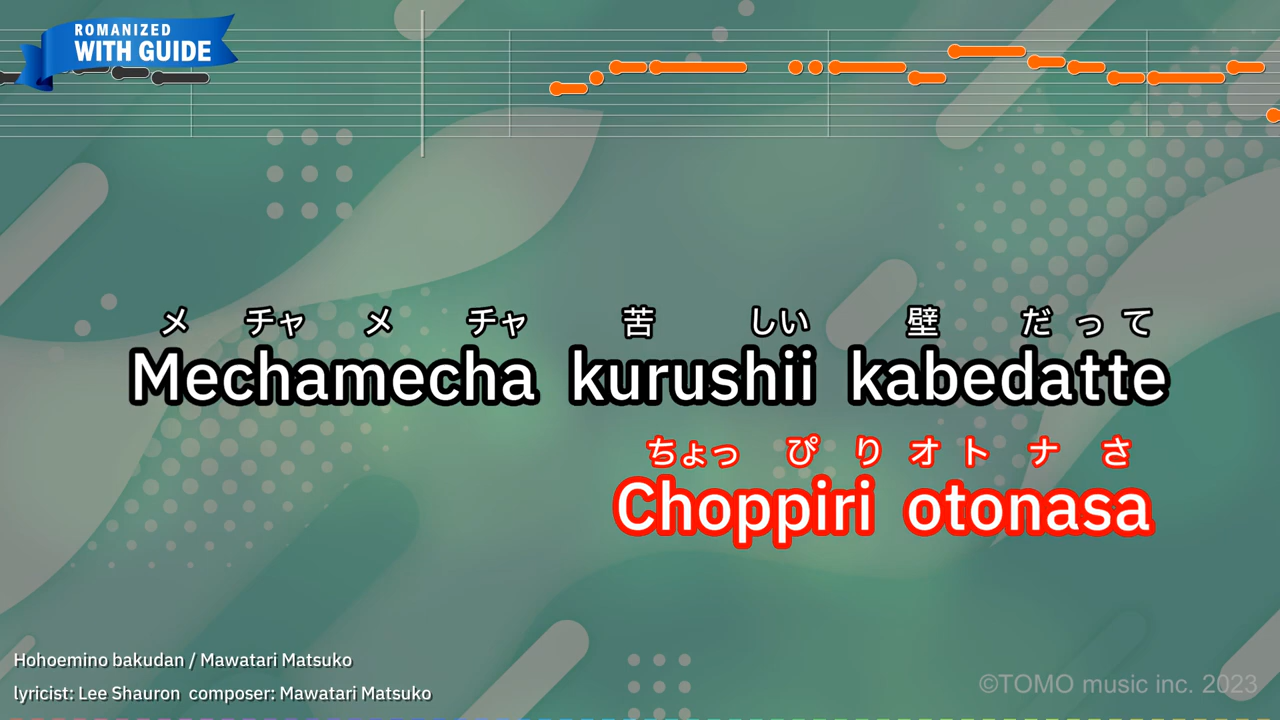 ROMANIZED
WITH GUIDE
メチャメチャ 苦しい 壁だって
Mechamecha kurushii kabedatte
ちょっぴり オトナさ
Choppiri otonasa
Hohoemino bakudan / Mawatari Matsuko
lyricist: Lee Shauron composer: Mawatari Matsuko
©TOMO music inc. 2023